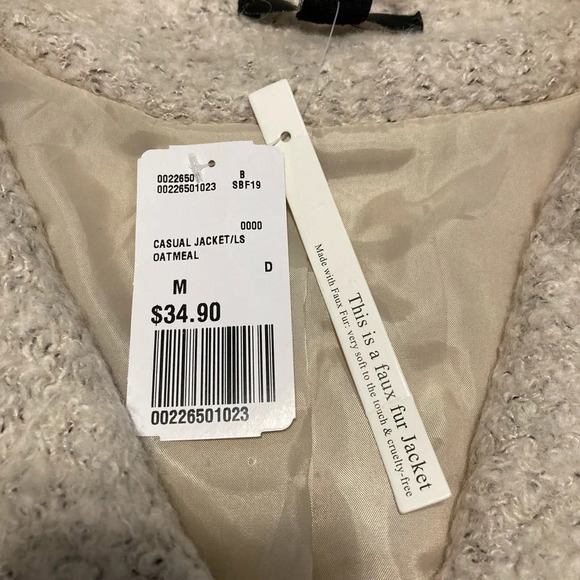 00226501 B
00226501023 SBF19
0000
CASUAL JACKET/LS
OATMEAL
D
M
$34.90
00226501023
This is a faux fur Jacket
Made with Faux Fur: very soft to the touch & cruelty-free